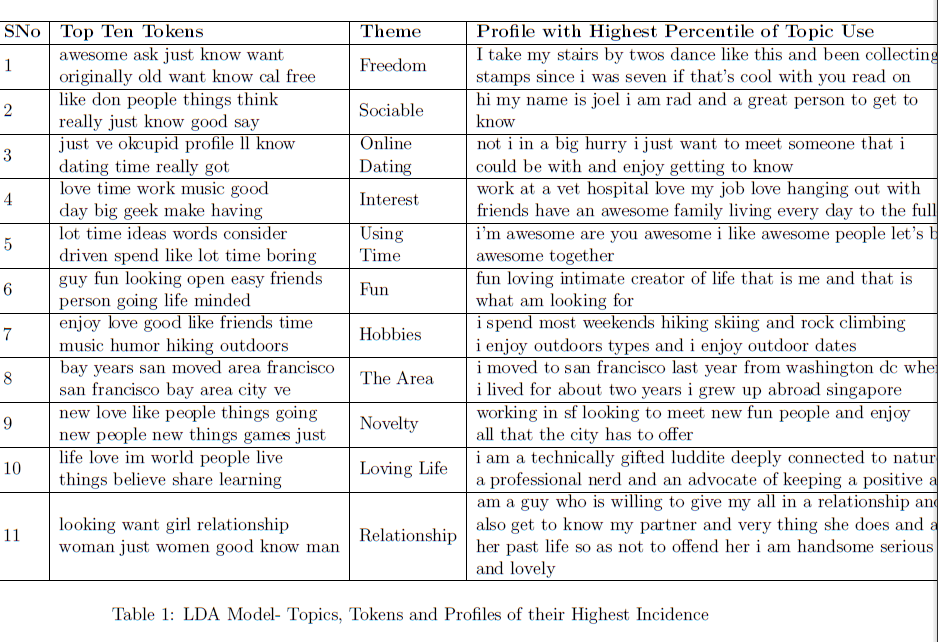 SNo Top Ten Tokens Theme Profile with Highest Percentile of Topic Use
1 awesome ask just know want originally old want know cal free Freedom I take my stairs by twos dance like this and been collecting
stamps since i was seven if that's cool with you read on
2 like don people things think really just know good say Sociable hi my name is joel i am rad and a great person to get to
know
3 just ve okcupid profile ll know dating time really got Online Dating not i in a big hurry i just want to meet someone that i
could be with and enjoy getting to know
4 love time work music good day big geek make having Interest work at a vet hospital love my job love hanging out with
friends have an awesome family living every day to the full
5 lot time ideas words consider driven spend like lot time boring Using Time i'm awesome are you awesome i like awesome people let's
awesome together
6 guy fun looking open easy friends person going life minded Fun fun loving intimate creator of life that is me and that is
what am looking for
7 enjoy love good like friends time music humor hiking outdoors Hobbies i spend most weekends hiking skiing and rock climbing
i enjoy outdoors types and i enjoy outdoor dates
8 bay years san moved area francisco san francisco bay area city ve The Area i moved to san francisco last year from washington dc
i lived for about two years i grew up abroad singapore
9 new love like people things going new people new things games just Novelty working in sf looking to meet new fun people and enjoy
all that the city has to offer
10 life love im world people live things believe share learning Loving Life i am a technically gifted luddite deeply connected to
a professional nerd and an advocate of keeping a positive
11 looking want girl relationship woman just women good know man Relationship am a guy who is willing to give my all in a relationship and
also get to know my partner and very thing she does and
her past life so as not to offend her i am handsome serious
and lovely
Table 1: LDA Model- Topics, Tokens and Profiles of their Highest Incidence